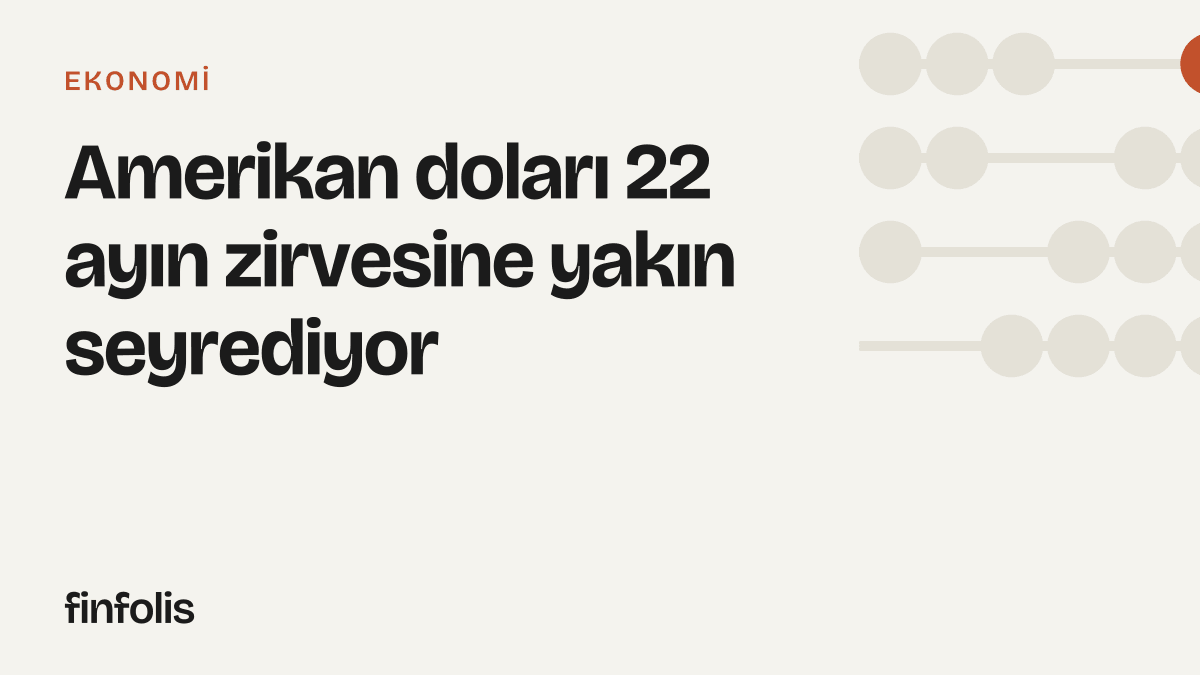 EKONOMİ
Amerikan doları 22
ayın zirvesine yakın
seyrediyor
finfolis